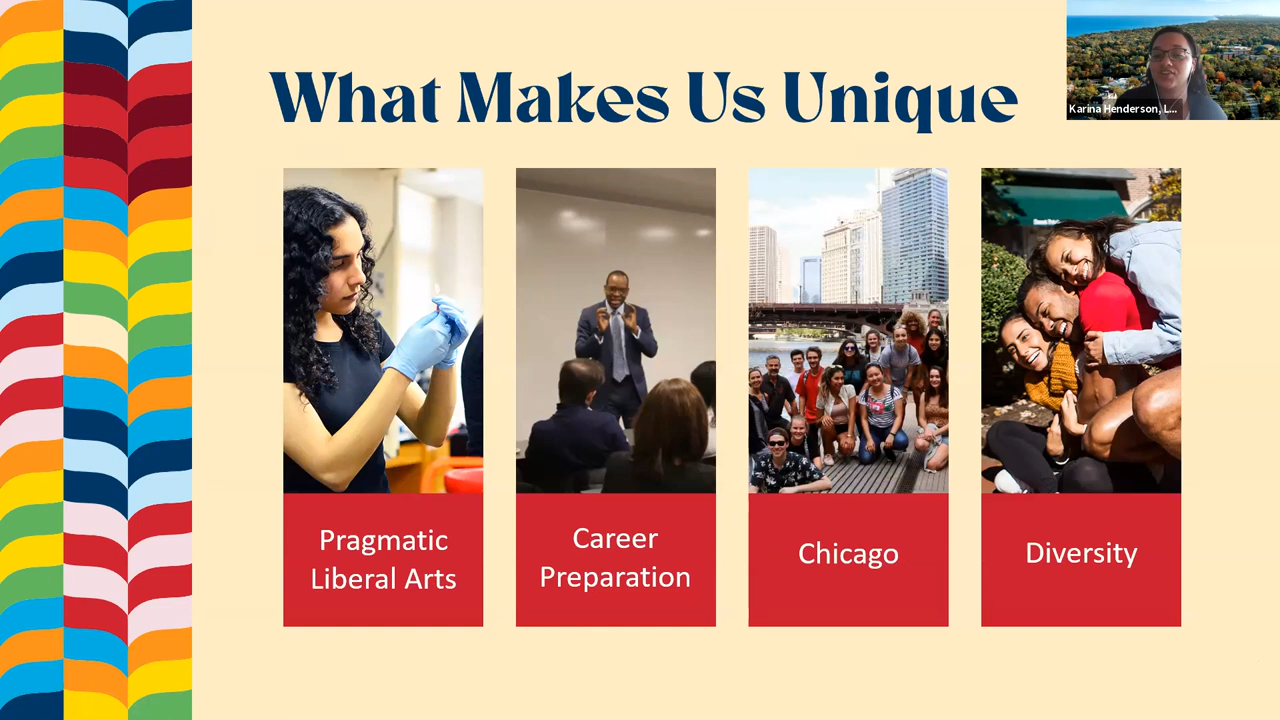 What Makes Us Unique
Karina Henderson, L...
Pragmatic
Liberal Arts
Career
Preparation
Chicago
Diversity